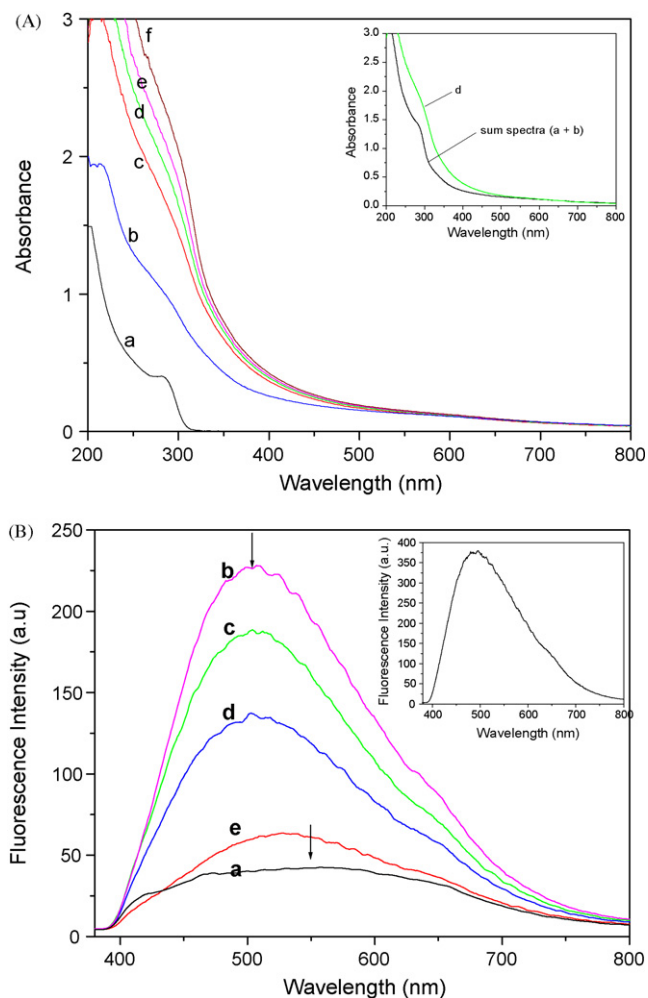 (A)
3
2
1
0
Absorbance
f
e
d
c
b
a
200 300 400 500 600 700 800
Wavelength (nm)
3.0
2.5
2.0
1.5
1.0
0.5
0.0
Absorbance
d
sum spectra (a + b)
200 300 400 500 600 700 800
Wavelength (nm)
(B)
250
200
150
100
50
0
Fluorescence Intensity (a.u)
b
c
d
e
a
400 500 600 700 800
Wavelength (nm)
400
350
300
250
200
150
100
50
0
Fluorescence Intensity (a.u.)
400 500 600 700 800
Wavelength (nm)